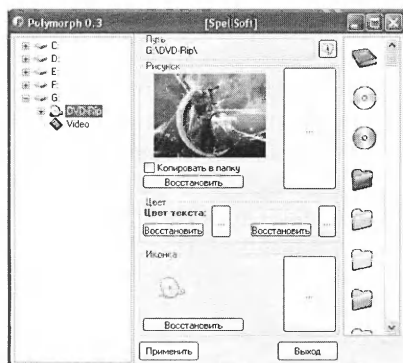 Polymorph 0.3 [SpellSoft]
C:
D:
E:
F:
G:
DVD-Rip
Video
Путь
G:\DVD-Rip\
Рисунок
...
Копировать в папку
Восстановить
Цвет
Цвет текста:
... ...
Восстановить Восстановить
Иконка
...
Восстановить
Применить Выход